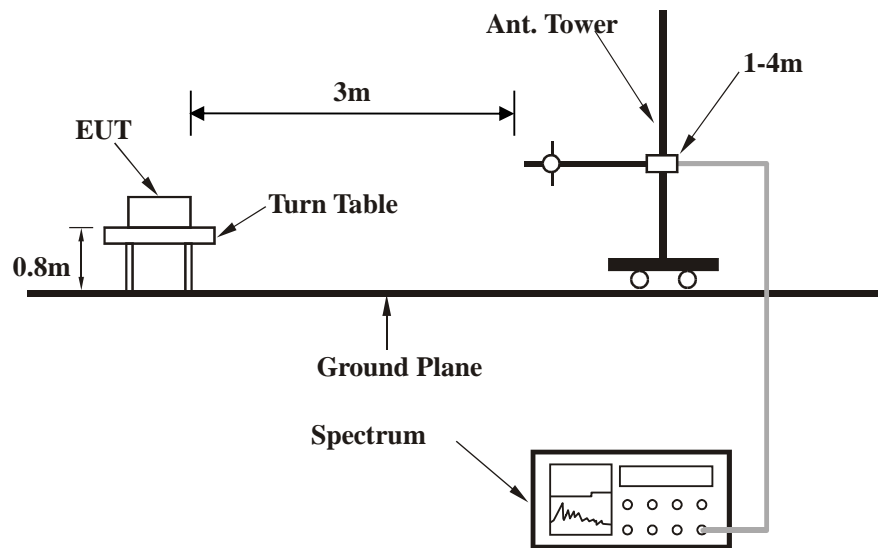 Ant. Tower
1-4m
3m
EUT
Turn Table
0.8m
Ground Plane
Spectrum